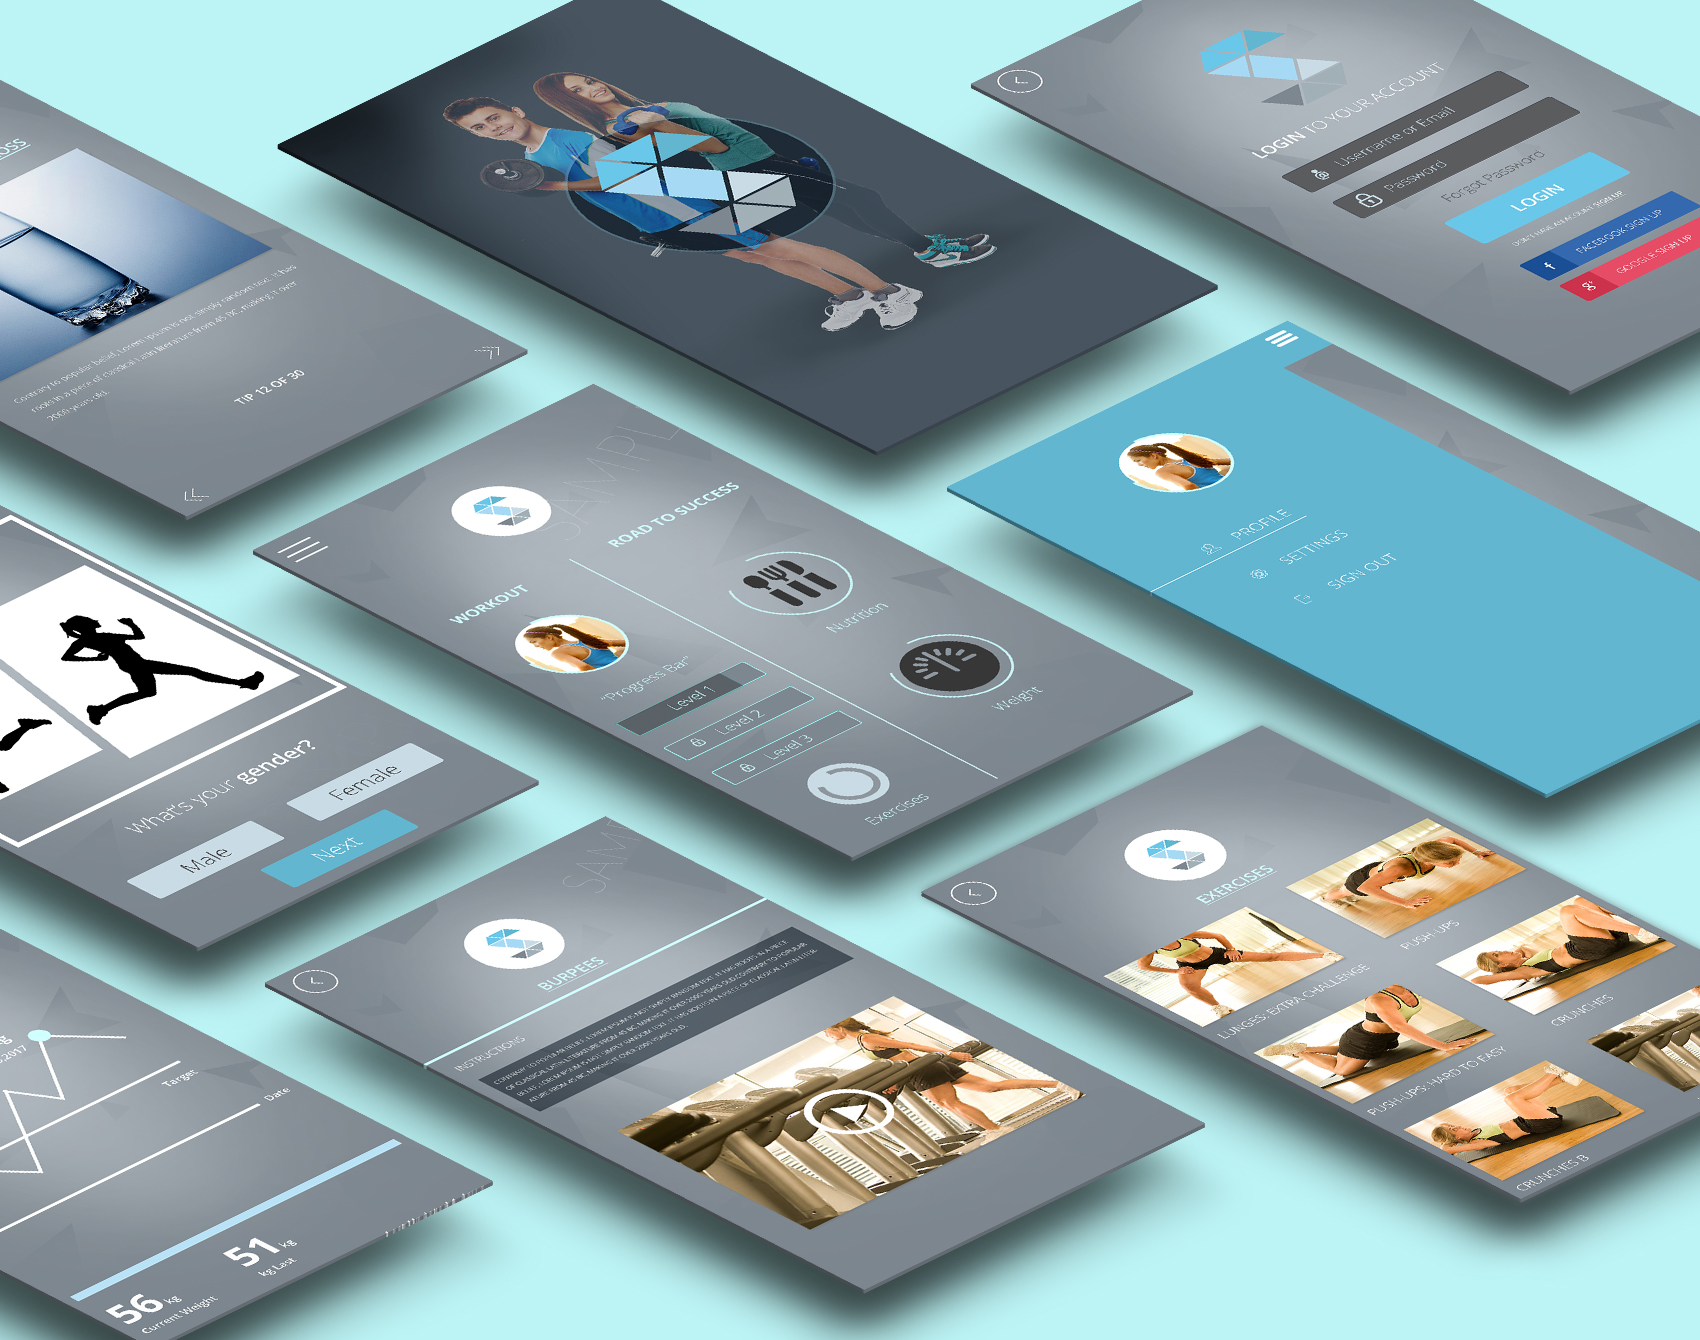 OSS
Contrary to popular belief, Lorem Ipsum is not simply random text. It has
roots in a piece of classical Latin literature from 45 BC, making it over
2000 years old.
TIP 12 OF 30
LOGIN TO YOUR ACCOUNT
Username or Email
Password
Forgot Password
LOGIN
DON'T HAVE AN ACCOUNT SIGN UP
f FACEBOOK SIGN UP
g+ GOOGLE SIGN UP
SAMPL
WORKOUT
ROAD TO SUCCESS
"Progress Bar"
Level 1
Level 2
Level 3
Nutrition
Weight
Exercises
PROFILE
SETTINGS
SIGN OUT
What's your gender?
Male
Female
Next
SAM
BURPEES
INSTRUCTIONS
EXERCISES
PUSH-UPS
LUNGES: EXTRA CHALLENGE
CRUNCHES
PUSH-UPS: HARD TO EASY
CRUNCHES B
2017
Target
Date
51 kg
kg Last
56 kg
Current Weight